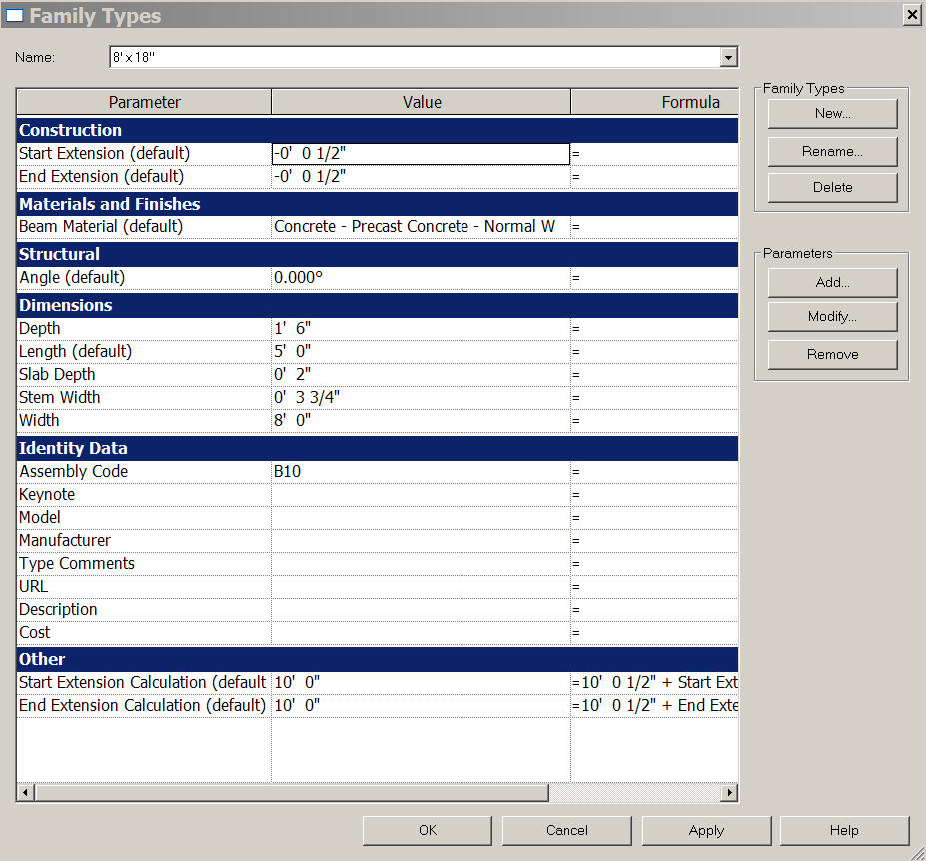 Family Types
Name: 8' x 18"
Parameter Value Formula
Construction
Start Extension (default) -0' 0 1/2" =
End Extension (default) -0' 0 1/2" =
Materials and Finishes
Beam Material (default) Concrete - Precast Concrete - Normal W =
Structural
Angle (default) 0.000° =
Dimensions
Depth 1' 6" =
Length (default) 5' 0" =
Slab Depth 0' 2" =
Stem Width 0' 3 3/4" =
Width 8' 0" =
Identity Data
Assembly Code B10 =
Keynote =
Model =
Manufacturer =
Type Comments =
URL =
Description =
Cost =
Other
Start Extension Calculation (default 10' 0" =10' 0 1/2" + Start Ext
End Extension Calculation (default) 10' 0" =10' 0 1/2" + End Exte
Family Types
New...
Rename...
Delete
Parameters
Add...
Modify...
Remove
OK Cancel Apply Help